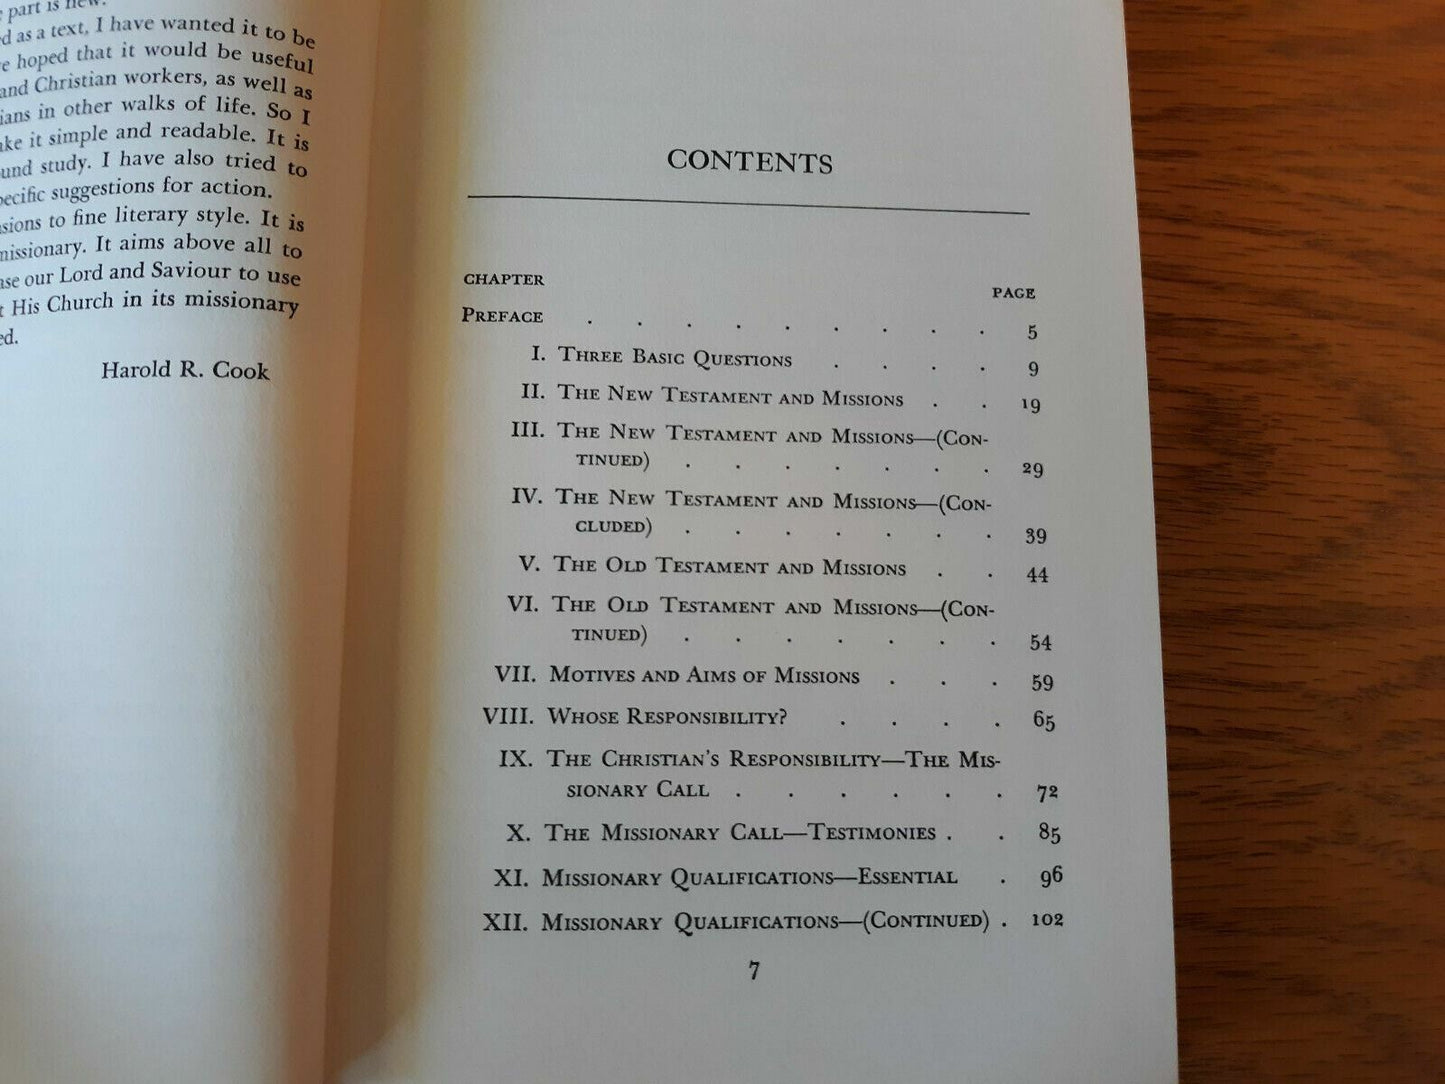 part is new.
as a text, I have wanted it to be
hoped that it would be useful
and Christian workers, as well as
in other walks of life. So I
it simple and readable. It is
study. I have also tried to
suggestions for action.
to fine literary style. It is
missionary. It aims above all to
our Lord and Saviour to use
His Church in its missionary
Harold R. Cook
CONTENTS
CHAPTER
PAGE
PREFACE . . . . . . . . . 5
I. THREE BASIC QUESTIONS . . . . 9
II. THE NEW TESTAMENT AND MISSIONS . . 19
III. THE NEW TESTAMENT AND MISSIONS—(CON-
TINUED) . . . . . . . 29
IV. THE NEW TESTAMENT AND MISSIONS—(CON-
CLUDED) . . . . . . . 39
V. THE OLD TESTAMENT AND MISSIONS . . 44
VI. THE OLD TESTAMENT AND MISSIONS—(CON-
TINUED) . . . . . . . 54
VII. MOTIVES AND AIMS OF MISSIONS . . . 59
VIII. WHOSE RESPONSIBILITY? . . . . 65
IX. THE CHRISTIAN'S RESPONSIBILITY—THE MIS-
SIONARY CALL . . . . . . 72
X. THE MISSIONARY CALL—TESTIMONIES . . 85
XI. MISSIONARY QUALIFICATIONS—ESSENTIAL . 96
XII. MISSIONARY QUALIFICATIONS—(CONTINUED) . 102
7